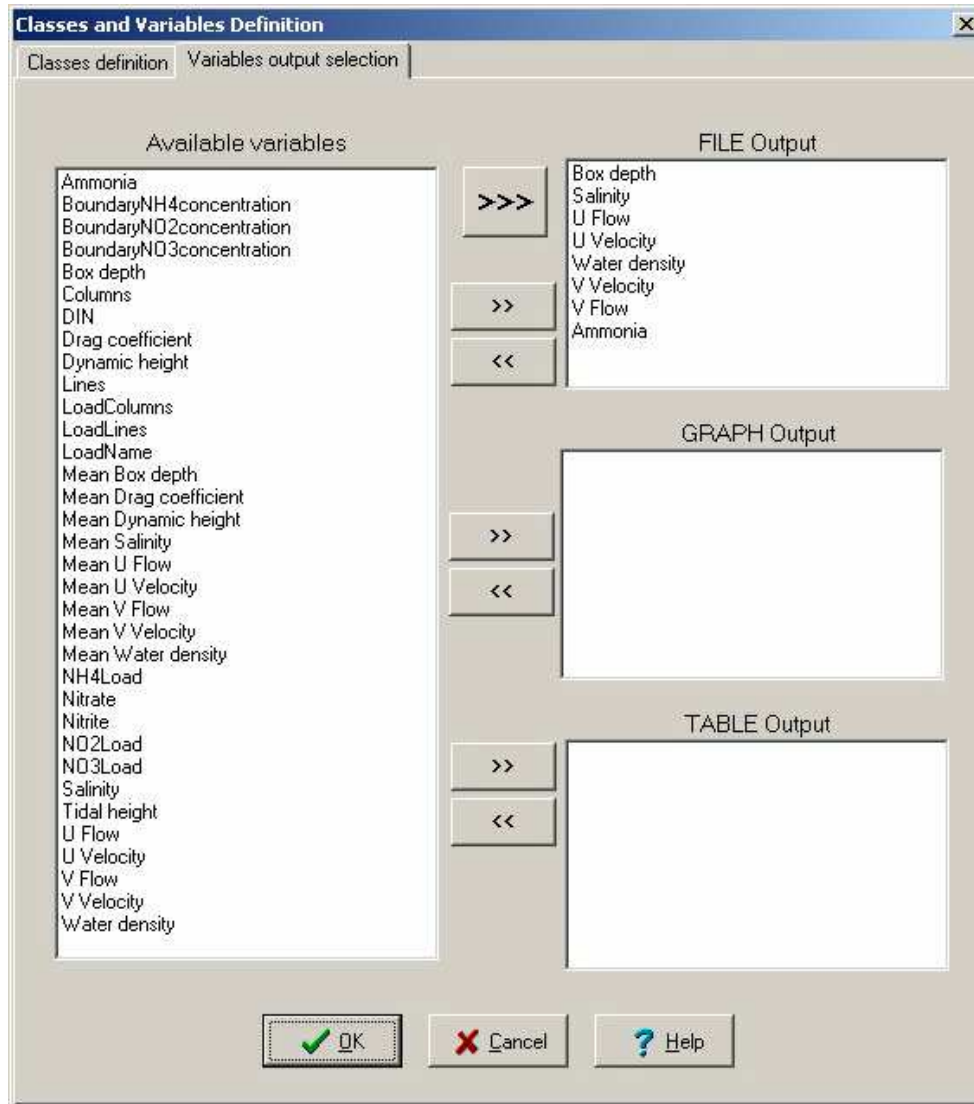 Classes and Variables Definition
Classes definition
Variables output selection
Available variables
Ammonia
BoundaryNH4concentration
BoundaryNO2concentration
BoundaryNO3concentration
Box depth
Columns
DIN
Drag coefficient
Dynamic height
Lines
LoadColumns
LoadLines
LoadName
Mean Box depth
Mean Drag coefficient
Mean Dynamic height
Mean Salinity
Mean U Flow
Mean U Velocity
Mean V Flow
Mean V Velocity
Mean Water density
NH4Load
Nitrate
Nitrite
NO2Load
NO3Load
Salinity
Tidal height
U Flow
U Velocity
V Flow
V Velocity
Water density
>>>
>>
<<
FILE Output
Box depth
Salinity
U Flow
U Velocity
Water density
V Velocity
V Flow
Ammonia
GRAPH Output
>>
<<
TABLE Output
>>
<<
OK
Cancel
Help